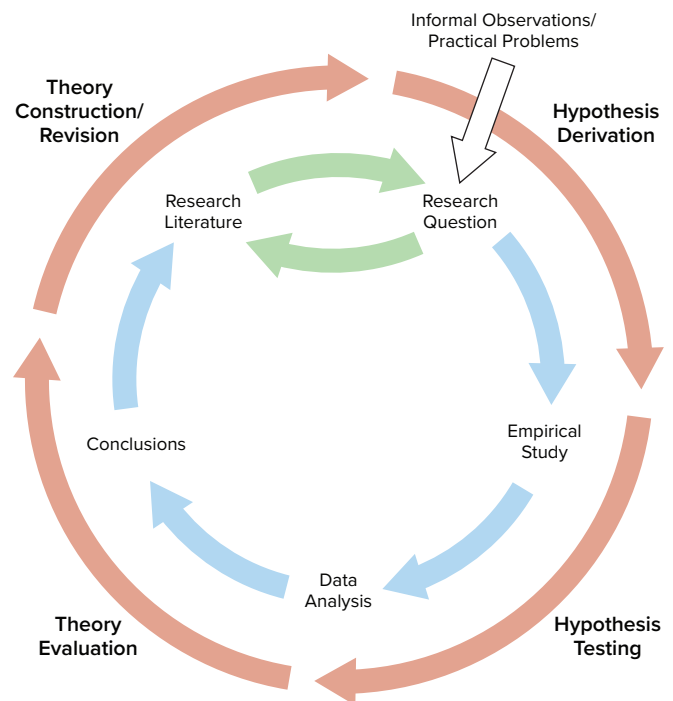 Informal Observations/
Practical Problems
Theory
Construction/
Revision
Hypothesis
Derivation
Research
Literature
Research
Question
Conclusions
Empirical
Study
Data
Analysis
Theory
Evaluation
Hypothesis
Testing